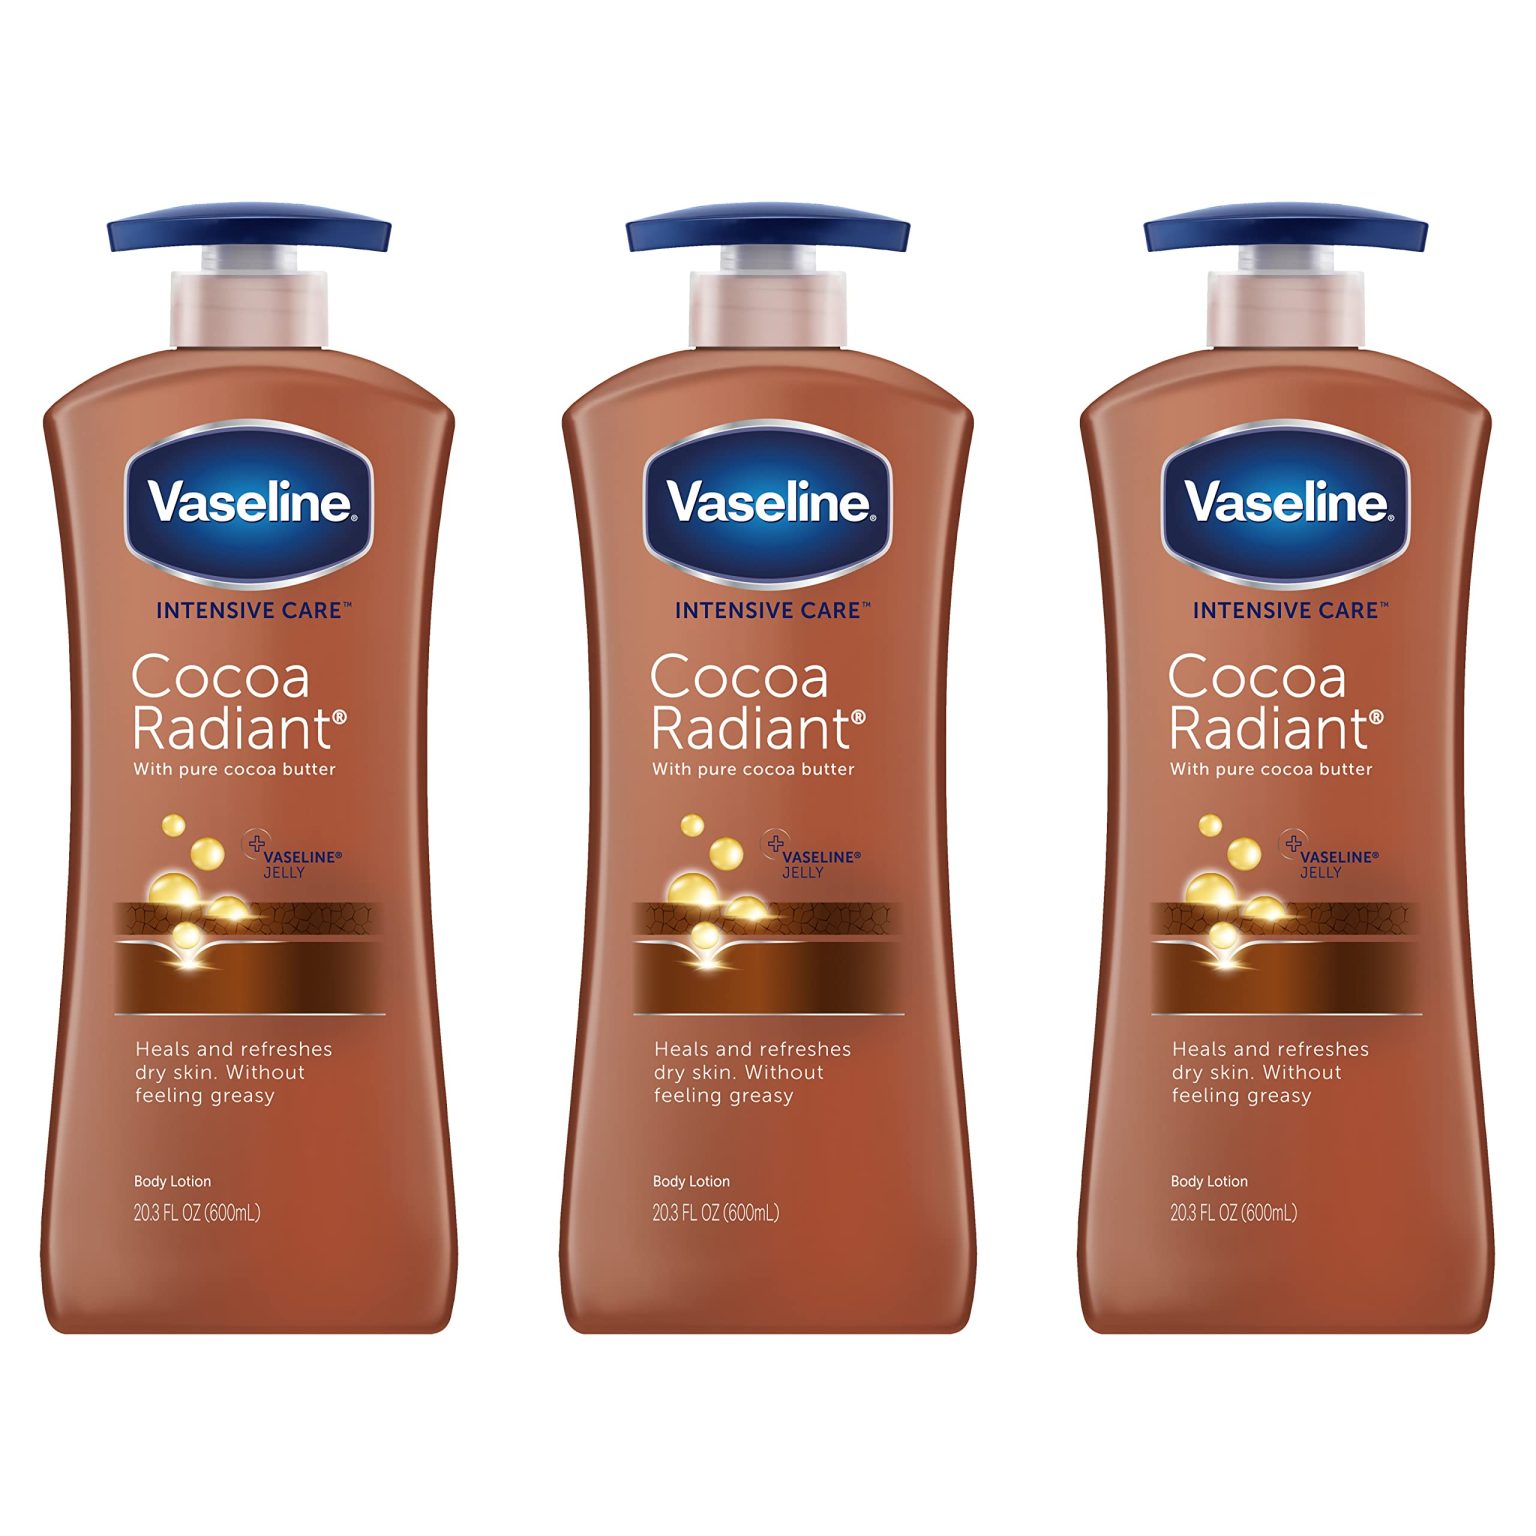 Vaseline®
INTENSIVE CARE™
Cocoa
Radiant®
With pure cocoa butter
VASELINE®
JELLY
Heals and refreshes
dry skin. Without
feeling greasy
Body Lotion
20.3 FL OZ (600mL)
Vaseline®
INTENSIVE CARE™
Cocoa
Radiant®
With pure cocoa butter
VASELINE®
JELLY
Heals and refreshes
dry skin. Without
feeling greasy
Body Lotion
20.3 FL OZ (600mL)
Vaseline®
INTENSIVE CARE™
Cocoa
Radiant®
With pure cocoa butter
VASELINE®
JELLY
Heals and refreshes
dry skin. Without
feeling greasy
Body Lotion
20.3 FL OZ (600mL)